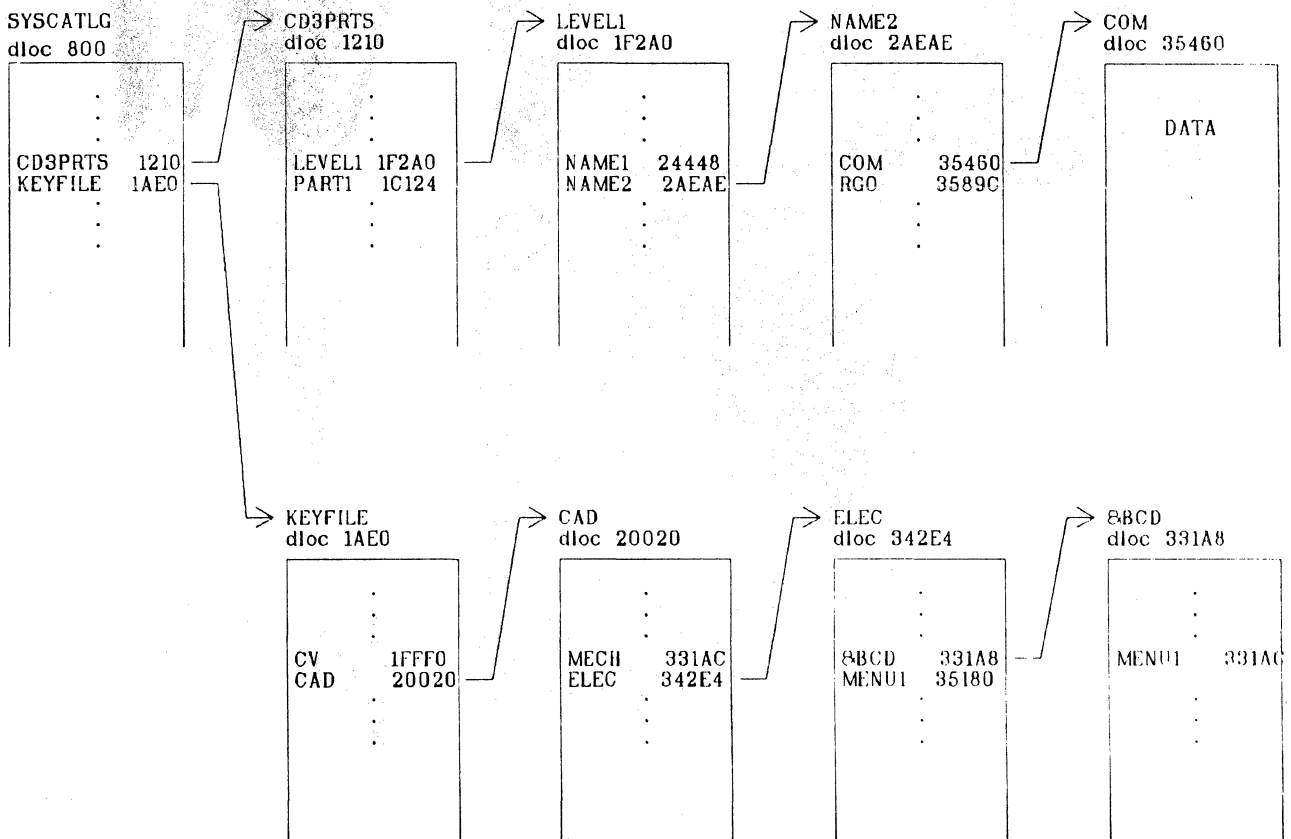 SYSCATLG
dloc 800
CD3PRTS 1210
KEYFILE 1AE0
CD3PRTS
dloc 1210
LEVEL1 1F2A0
PART1 1C124
LEVEL1
dloc 1F2A0
NAME1 24448
NAME2 2AEAE
NAME2
dloc 2AEAE
COM 35460
RGO 3589C
COM
dloc 35460
DATA
KEYFILE
dloc 1AE0
CV 1FFF0
CAD 20020
CAD
dloc 20020
MECH 331AC
ELEC 342E4
ELEC
dloc 342E4
&BCD 331A8
MENU1 35180
&BCD
dloc 331A8
MENU1 331AC